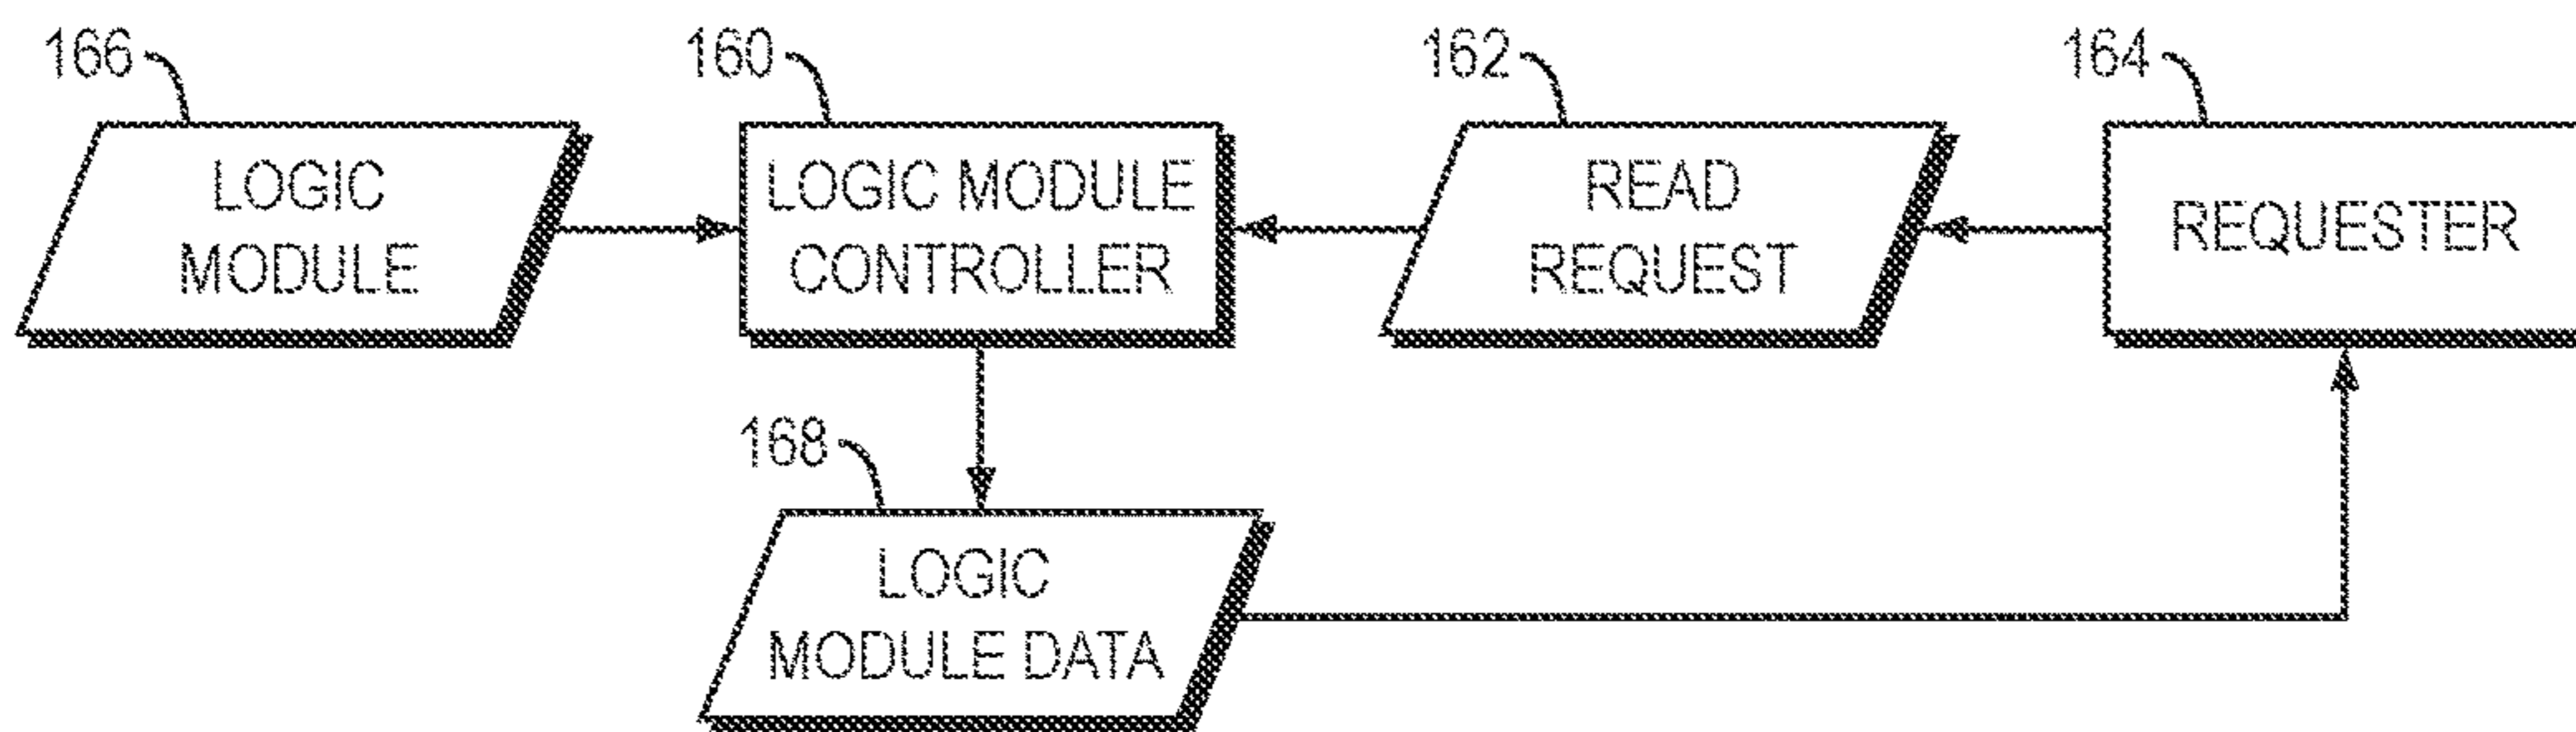 166
160
162
164
LOGIC
MODULE
LOGIC MODULE
CONTROLLER
READ
REQUEST
REQUESTER
168
LOGIC
MODULE DATA